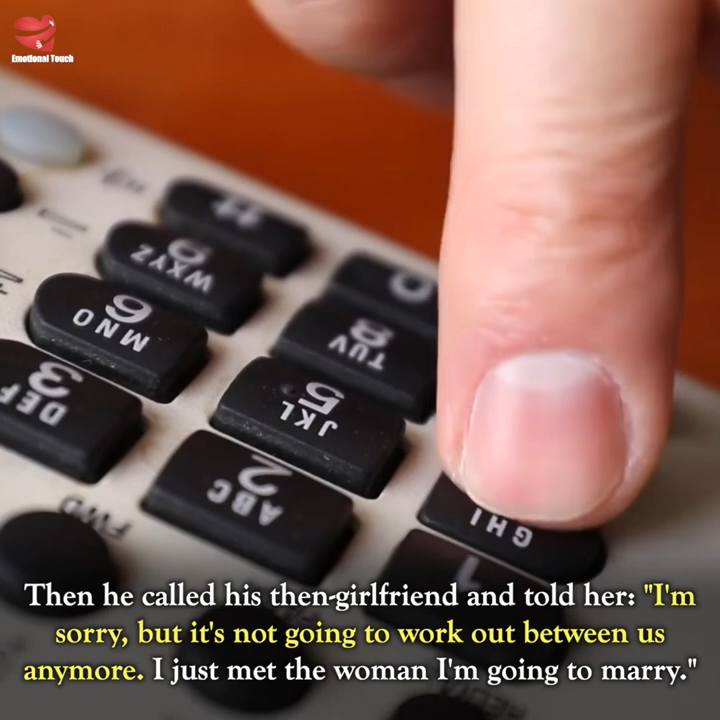 Emotional Touch
#
9
WXYZ
0
6
MNO
8
TUV
3
DEF
5
JKL
2
ABC
GHI
1
FWD
Then he called his then-girlfriend and told her: "I'm
sorry, but it's not going to work out between us
anymore. I just met the woman I'm going to marry."